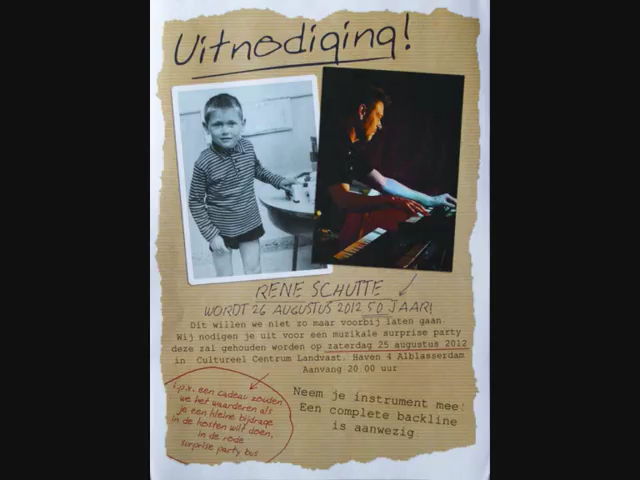 Uitnodiging!
RENE SCHUTTE
WORDT 26 AUGUSTUS 2012 50 JAAR!
Dit willen we niet zo maar voorbij laten gaan
Wij nodigen je uit voor een muzikale surprise party
deze zal gehouden worden op zaterdag 25 augustus 2012
in Cultureel Centrum Landvast. Haven 4 Alblasserdam
Aanvang 20.00 uur
i.p.v. een cadeau zouden
we het waarderen als
je een kleine bijdrage
in de kosten wilt doen,
in de rode
surprise party bus
Neem je instrument mee!
Een complete backline
is aanwezig